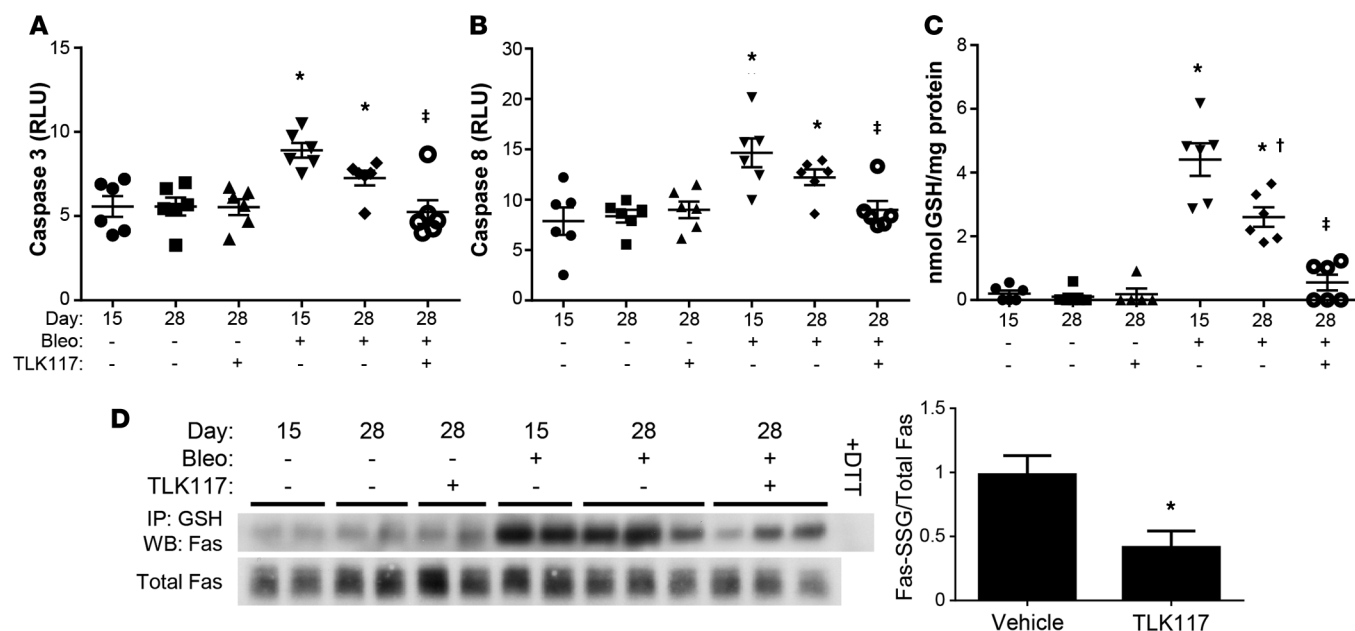 A
Caspase 3 (RLU)
15
10
5
0
*
*
‡
Day: 15 28 28 15 28 28
Bleo: - - - + + +
TLK117: - - + - - +
B
Caspase 8 (RLU)
30
25
20
15
10
5
0
*
*
‡
15 28 28 15 28 28
- - - + + +
- - + - - +
C
nmol GSH/mg protein
8
6
4
2
0
*
* †
‡
15 28 28 15 28 28
- - - + + +
- - + - - +
D
Day: 15 28 28 15 28 28
Bleo: - - - + + +
TLK117: - - + - - +
+DTT
IP: GSH
WB: Fas
Total Fas
Fas-SSG/Total Fas
1.5
1
0.5
0
*
Vehicle TLK117